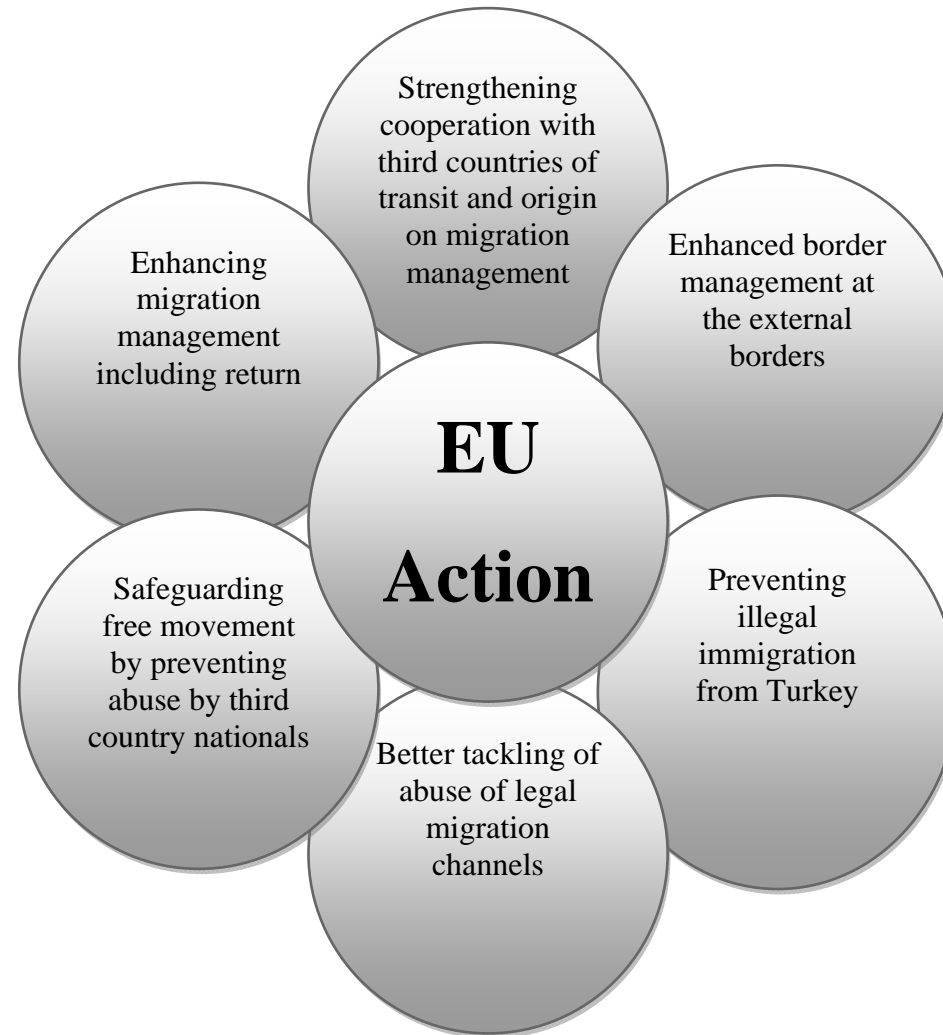 Strengthening
cooperation with
third countries of
transit and origin
on migration
management
Enhanced border
management at
the external
borders
Preventing
illegal
immigration
from Turkey
Better tackling of
abuse of legal
migration
channels
Safeguarding
free movement
by preventing
abuse by third
country nationals
Enhancing
migration
management
including return
EU
Action